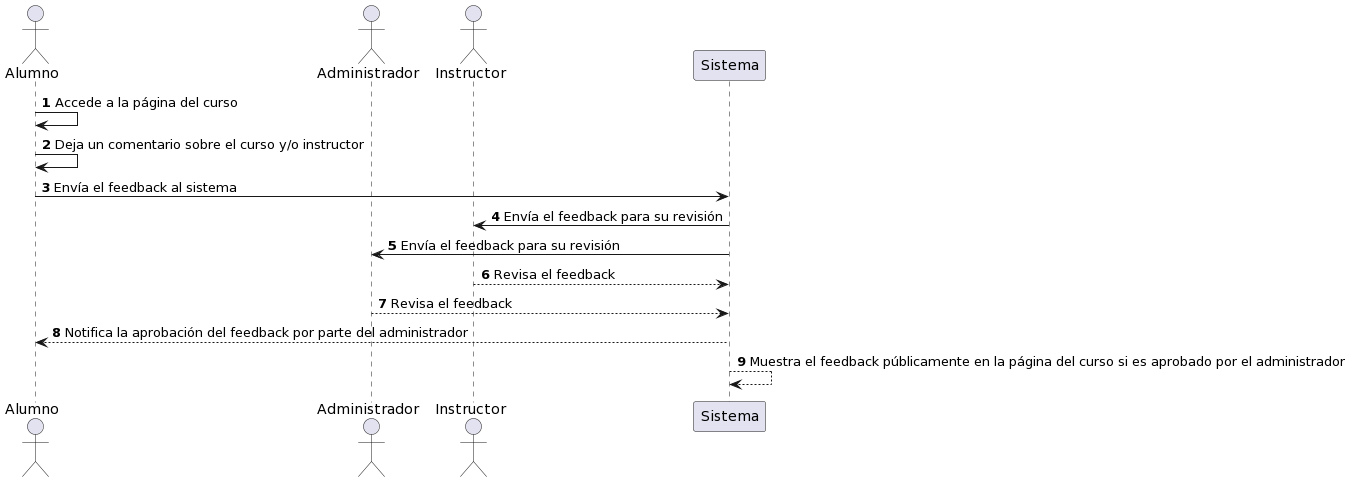 Alumno
Administrador
Instructor
Sistema
1 Accede a la página del curso
2 Deja un comentario sobre el curso y/o instructor
3 Envía el feedback al sistema
4 Envía el feedback para su revisión
5 Envía el feedback para su revisión
6 Revisa el feedback
7 Revisa el feedback
8 Notifica la aprobación del feedback por parte del administrador
9 Muestra el feedback públicamente en la página del curso si es aprobado por el administrador
Alumno
Administrador
Instructor
Sistema